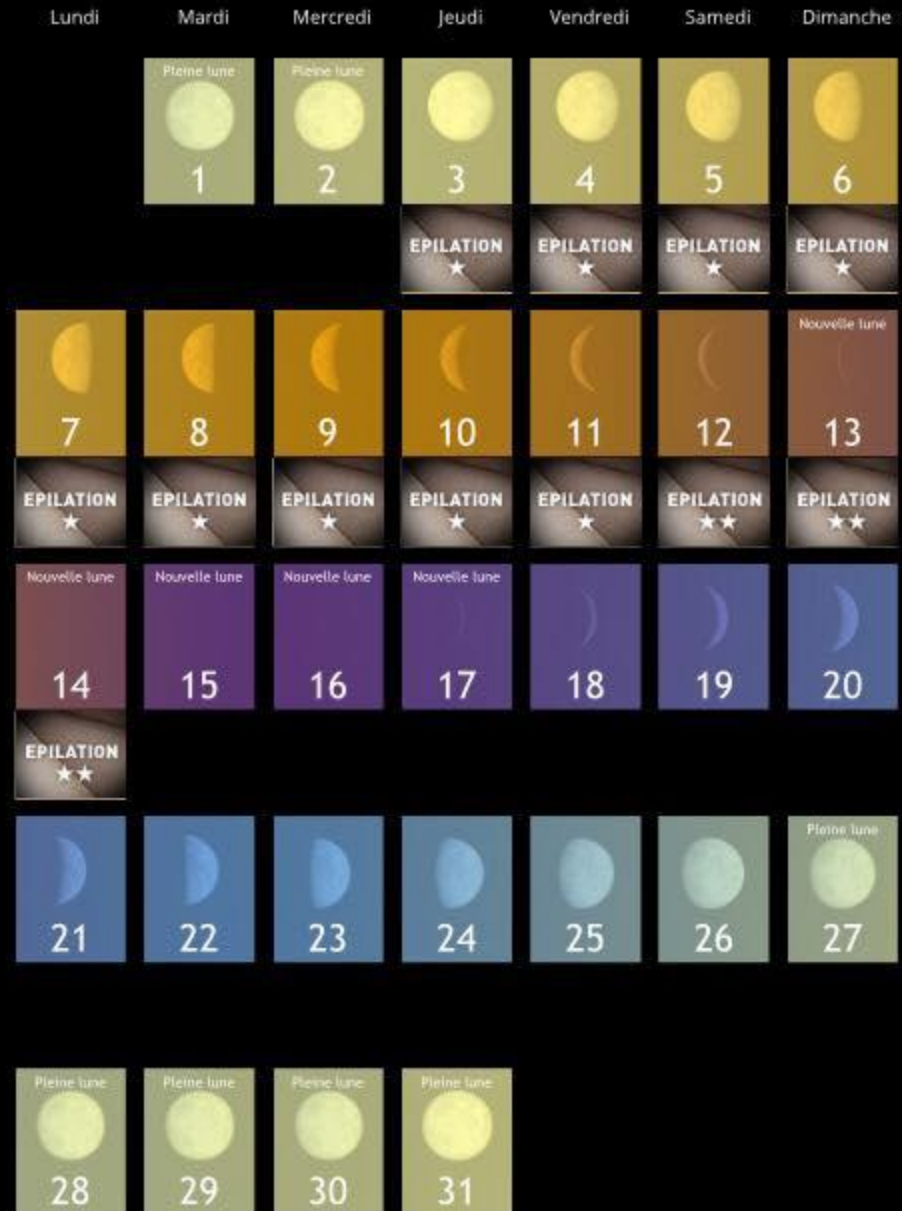 Lundi Mardi Mercredi Jeudi Vendredi Samedi Dimanche
Pleine lune Pleine lune
1 2 3 4 5 6
EPILATION EPILATION EPILATION EPILATION
★ ★ ★ ★
Nouvelle lune
7 8 9 10 11 12 13
EPILATION EPILATION EPILATION EPILATION EPILATION EPILATION EPILATION
★ ★ ★ ★ ★ ★★ ★★
Nouvelle lune Nouvelle lune Nouvelle lune Nouvelle lune
14 15 16 17 18 19 20
EPILATION
★★
Pleine lune
21 22 23 24 25 26 27
Pleine lune Pleine lune Pleine lune Pleine lune
28 29 30 31